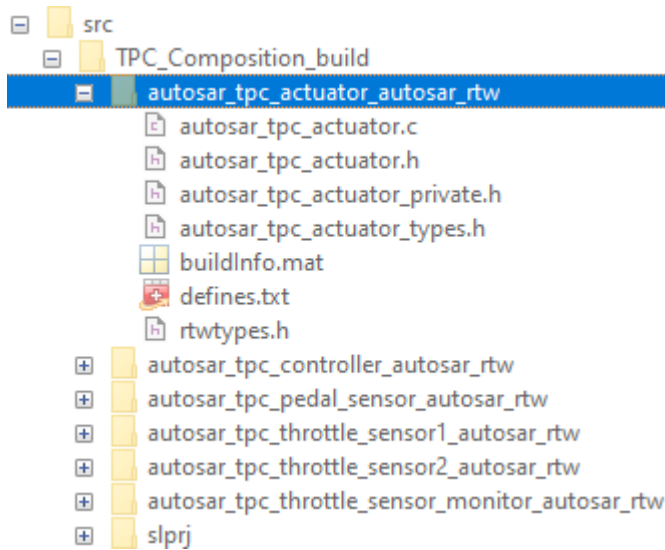 src
TPC_Composition_build
autosar_tpc_actuator_autosar_rtw
autosar_tpc_actuator.c
autosar_tpc_actuator.h
autosar_tpc_actuator_private.h
autosar_tpc_actuator_types.h
buildInfo.mat
defines.txt
rtwtypes.h
autosar_tpc_controller_autosar_rtw
autosar_tpc_pedal_sensor_autosar_rtw
autosar_tpc_throttle_sensor1_autosar_rtw
autosar_tpc_throttle_sensor2_autosar_rtw
autosar_tpc_throttle_sensor_monitor_autosar_rtw
slprj